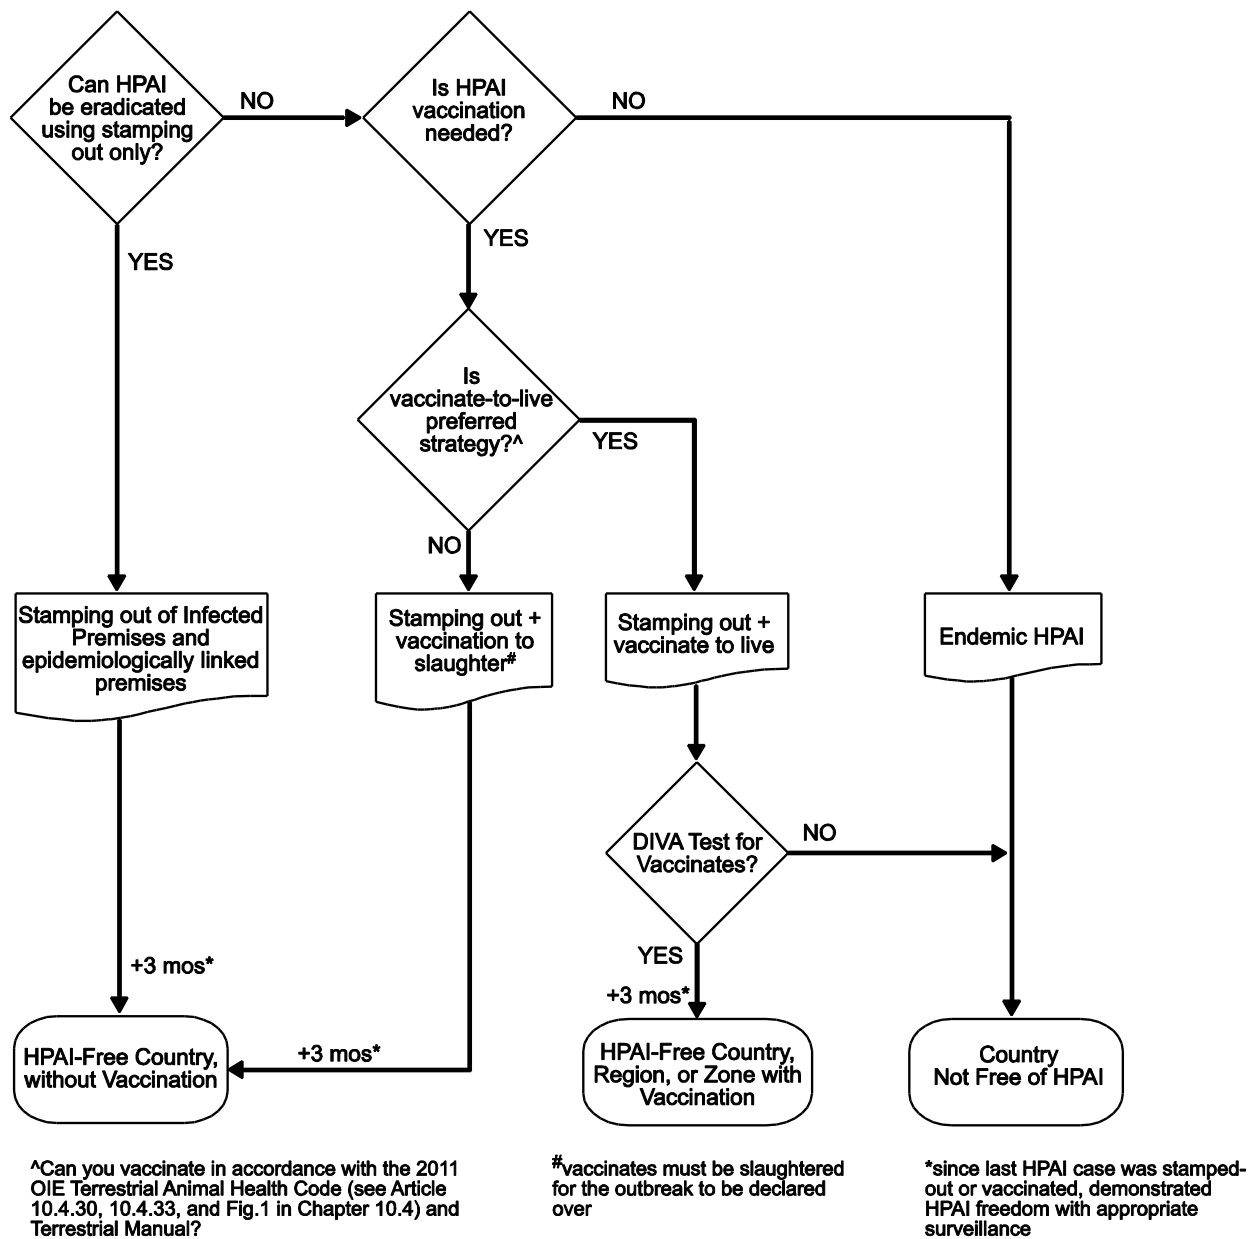 Can HPAI
be eradicated
using stamping
out only?
NO
Is HPAI
vaccination
needed?
NO
YES
YES
Is
vaccinate-to-live
preferred
strategy?^
YES
NO
Stamping out of Infected
Premises and
epidemiologically linked
premises
Stamping out +
vaccination to
slaughter#
Stamping out +
vaccinate to live
Endemic HPAI
DIVA Test for
Vaccinates?
NO
YES
+3 mos*
+3 mos*
HPAI-Free Country,
without Vaccination
+3 mos*
HPAI-Free Country,
Region, or Zone with
Vaccination
Country
Not Free of HPAI
^Can you vaccinate in accordance with the 2011
OIE Terrestrial Animal Health Code (see Article
10.4.30, 10.4.33, and Fig.1 in Chapter 10.4) and
Terrestrial Manual?
#vaccinates must be slaughtered
for the outbreak to be declared
over
*since last HPAI case was stamped-
out or vaccinated, demonstrated
HPAI freedom with appropriate
surveillance